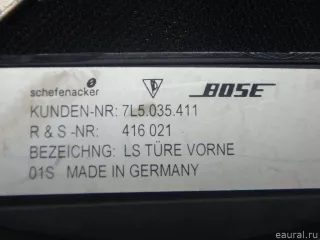 schefenacker BOSE
KUNDEN-NR: 7L5.035.411
R & S -NR: 416 021
BEZEICHNG: LS TÜRE VORNE
01S MADE IN GERMANY
eaural.ru